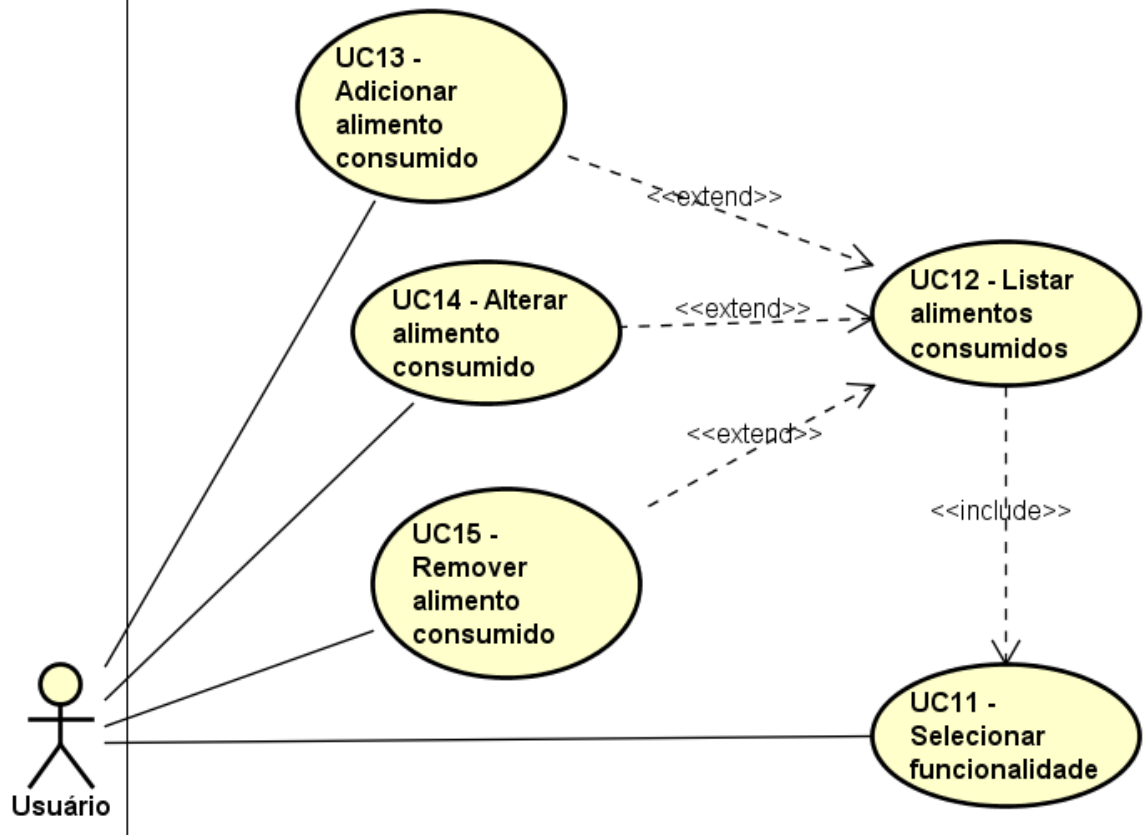 UC13 -
Adicionar
alimento
consumido
<<extend>>
UC12 - Listar
alimentos
consumidos
UC14 - Alterar
alimento
consumido
<<extend>>
<<extend>>
UC15 -
Remover
alimento
consumido
<<include>>
UC11 -
Selecionar
funcionalidade
Usuário